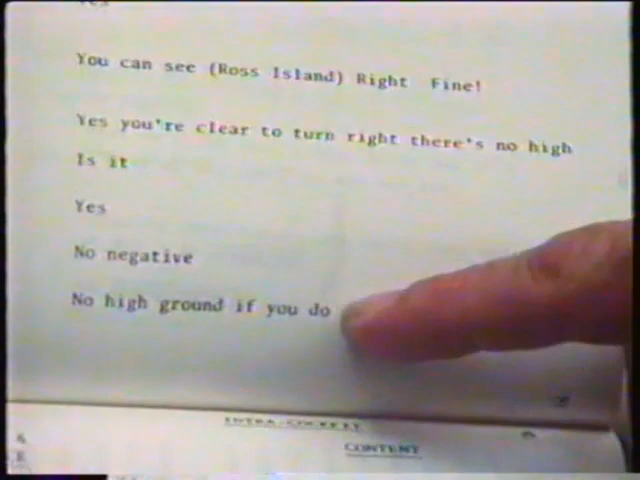 Yes
You can see (Ross Island) Right Fine!
Yes you're clear to turn right there's no high
Is it
Yes
No negative
No high ground if you do
INTRA-COCKPIT
CONTENT